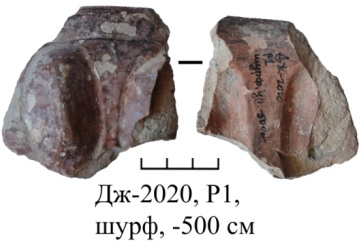 Дж-2020, Р1,
шурф, -500 см